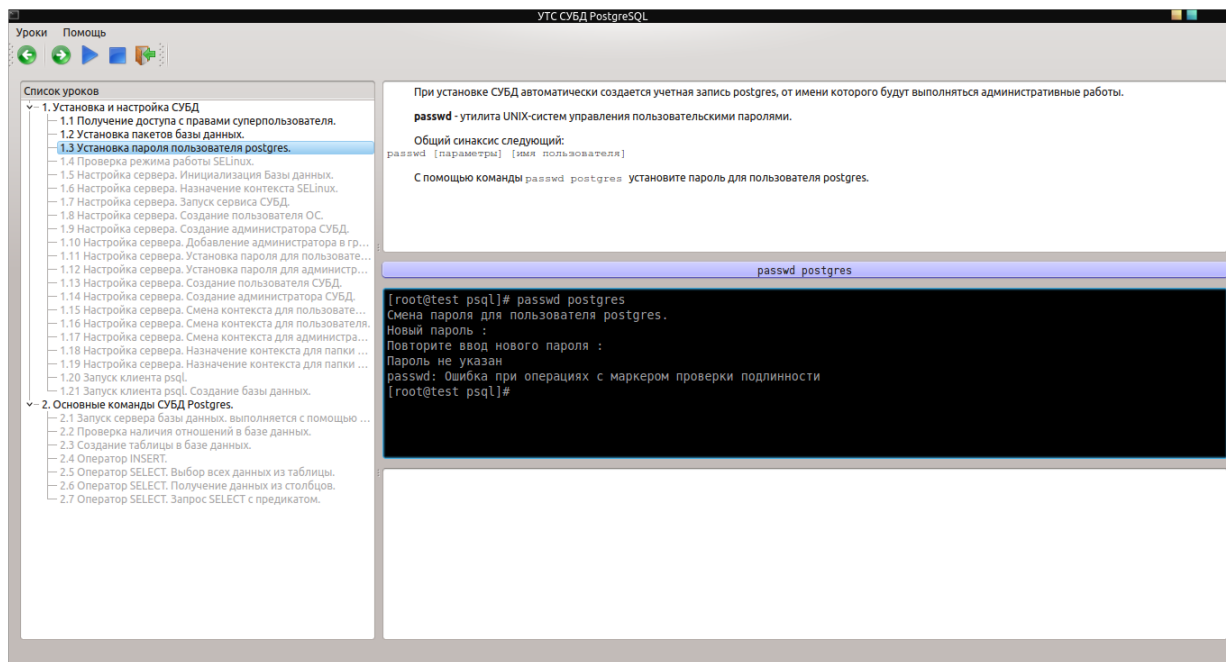 УТС СУБД PostgreSQL
Уроки Помощь
Список уроков
1. Установка и настройка СУБД
1.1 Получение доступа с правами суперпользователя.
1.2 Установка пакетов базы данных.
1.3 Установка пароля пользователя postgres.
1.4 Проверка режима работы SELinux.
1.5 Настройка сервера. Инициализация Базы данных.
1.6 Настройка сервера. Назначение контекста SELinux.
1.7 Настройка сервера. Запуск сервиса СУБД.
1.8 Настройка сервера. Создание пользователя ОС.
1.9 Настройка сервера. Создание администратора СУБД.
1.10 Настройка сервера. Добавление администратора в гр...
1.11 Настройка сервера. Установка пароля для пользовате...
1.12 Настройка сервера. Установка пароля для администр...
1.13 Настройка сервера. Создание пользователя СУБД.
1.14 Настройка сервера. Создание администратора СУБД.
1.15 Настройка сервера. Смена контекста для пользовате...
1.16 Настройка сервера. Смена контекста для пользователя.
1.17 Настройка сервера. Смена контекста для администра...
1.18 Настройка сервера. Назначение контекста для папки ...
1.19 Настройка сервера. Назначение контекста для папки ...
1.20 Запуск клиента psql.
1.21 Запуск клиента psql. Создание базы данных.
2. Основные команды СУБД Postgres.
2.1 Запуск сервера базы данных. выполняется с помощью ...
2.2 Проверка наличия отношений в базе данных.
2.3 Создание таблицы в базе данных.
2.4 Оператор INSERT.
2.5 Оператор SELECT. Выбор всех данных из таблицы.
2.6 Оператор SELECT. Получение данных из столбцов.
2.7 Оператор SELECT. Запрос SELECT с предикатом.
При установке СУБД автоматически создается учетная запись postgres, от имени которого будут выполняться административные работы.
passwd - утилита UNIX-систем управления пользовательскими паролями.
Общий синаксис следующий:
passwd [параметры] [имя пользователя]
С помощью команды passwd postgres установите пароль для пользователя postgres.
passwd postgres
[root@test psql]# passwd postgres
Смена пароля для пользователя postgres.
Новый пароль :
Повторите ввод нового пароля :
Пароль не указан
passwd: Ошибка при операциях с маркером проверки подлинности
[root@test psql]#